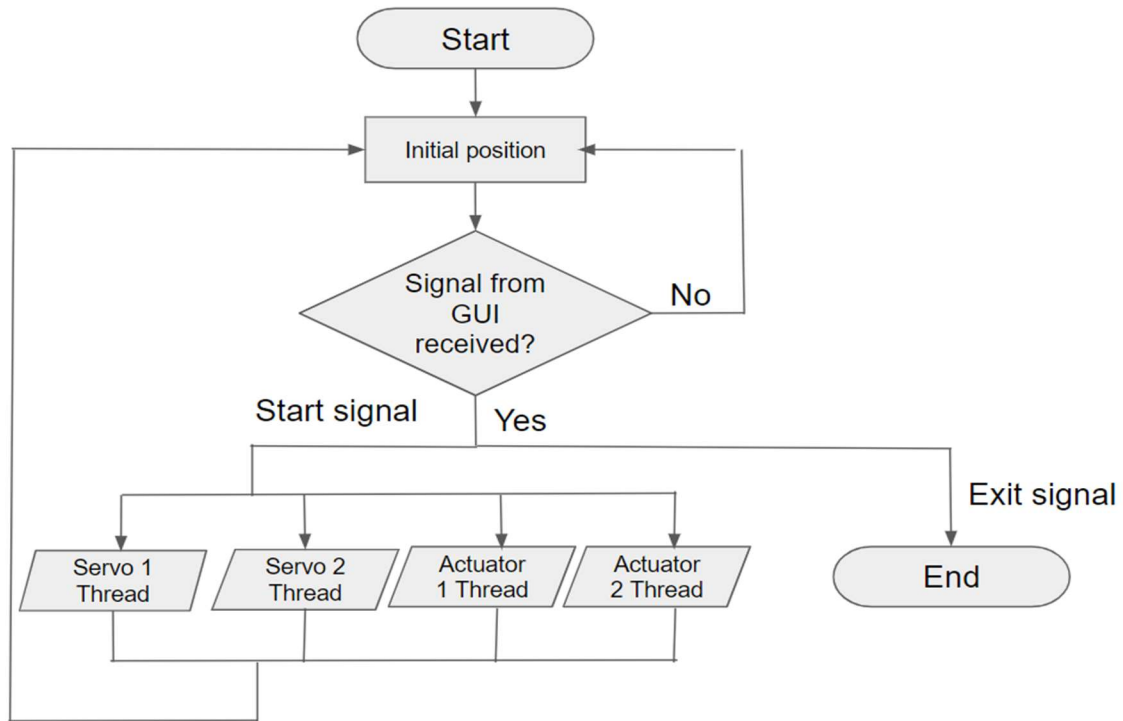 Start
Initial position
Signal from
GUI
received?
No
Start signal
Yes
Exit signal
Servo 1
Thread
Servo 2
Thread
Actuator
1 Thread
Actuator
2 Thread
End